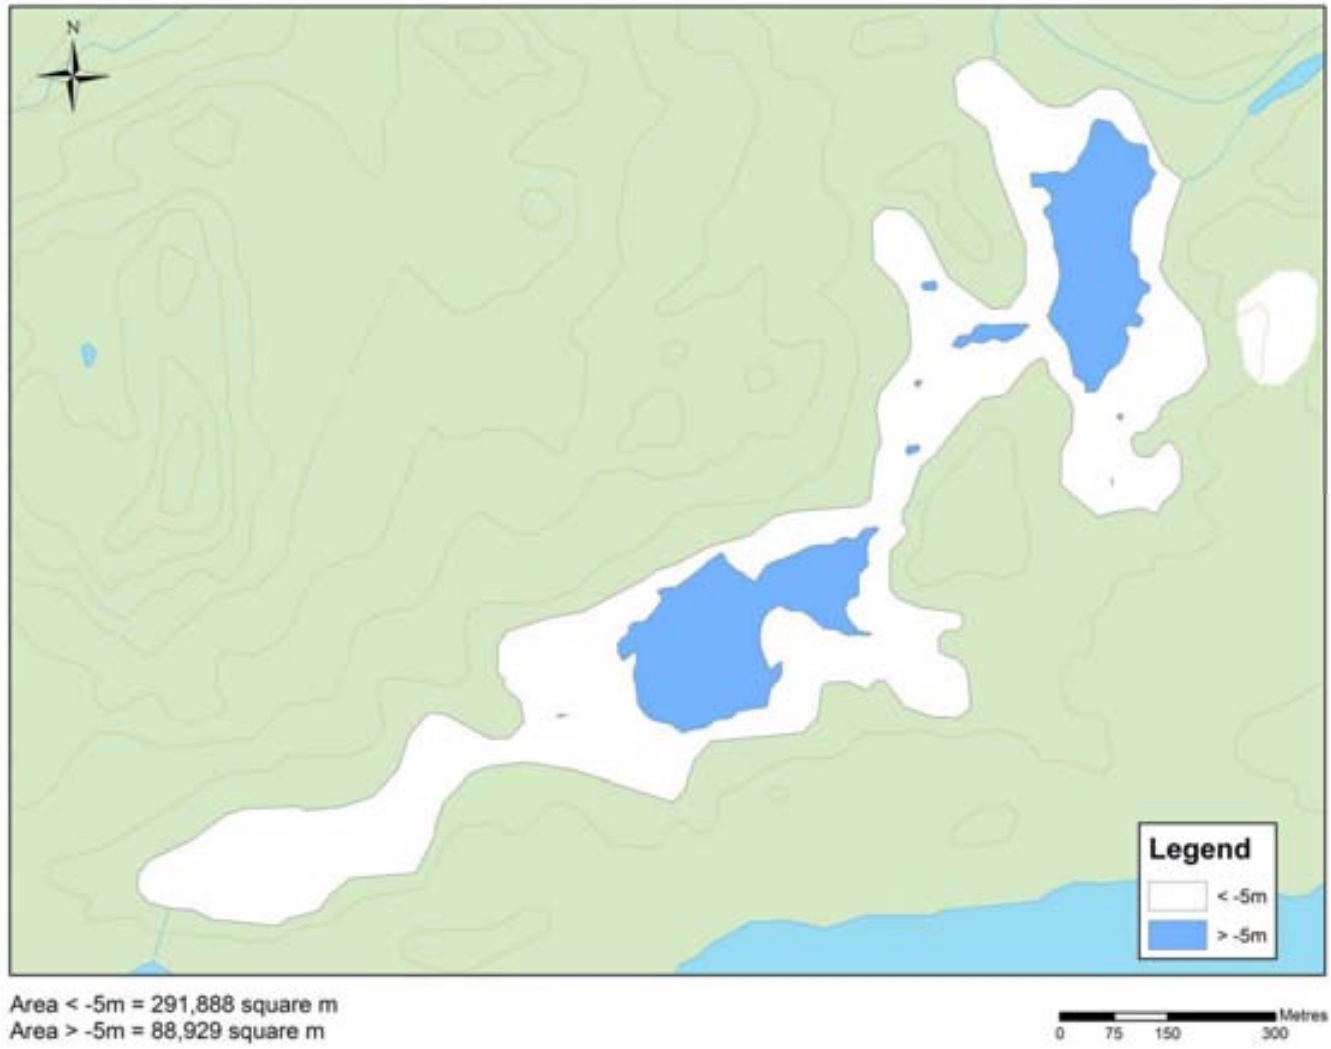 N
Legend
< -5m
> -5m
Area < -5m = 291,888 square m
Area > -5m = 88,929 square m
Metres
0 75 150 300